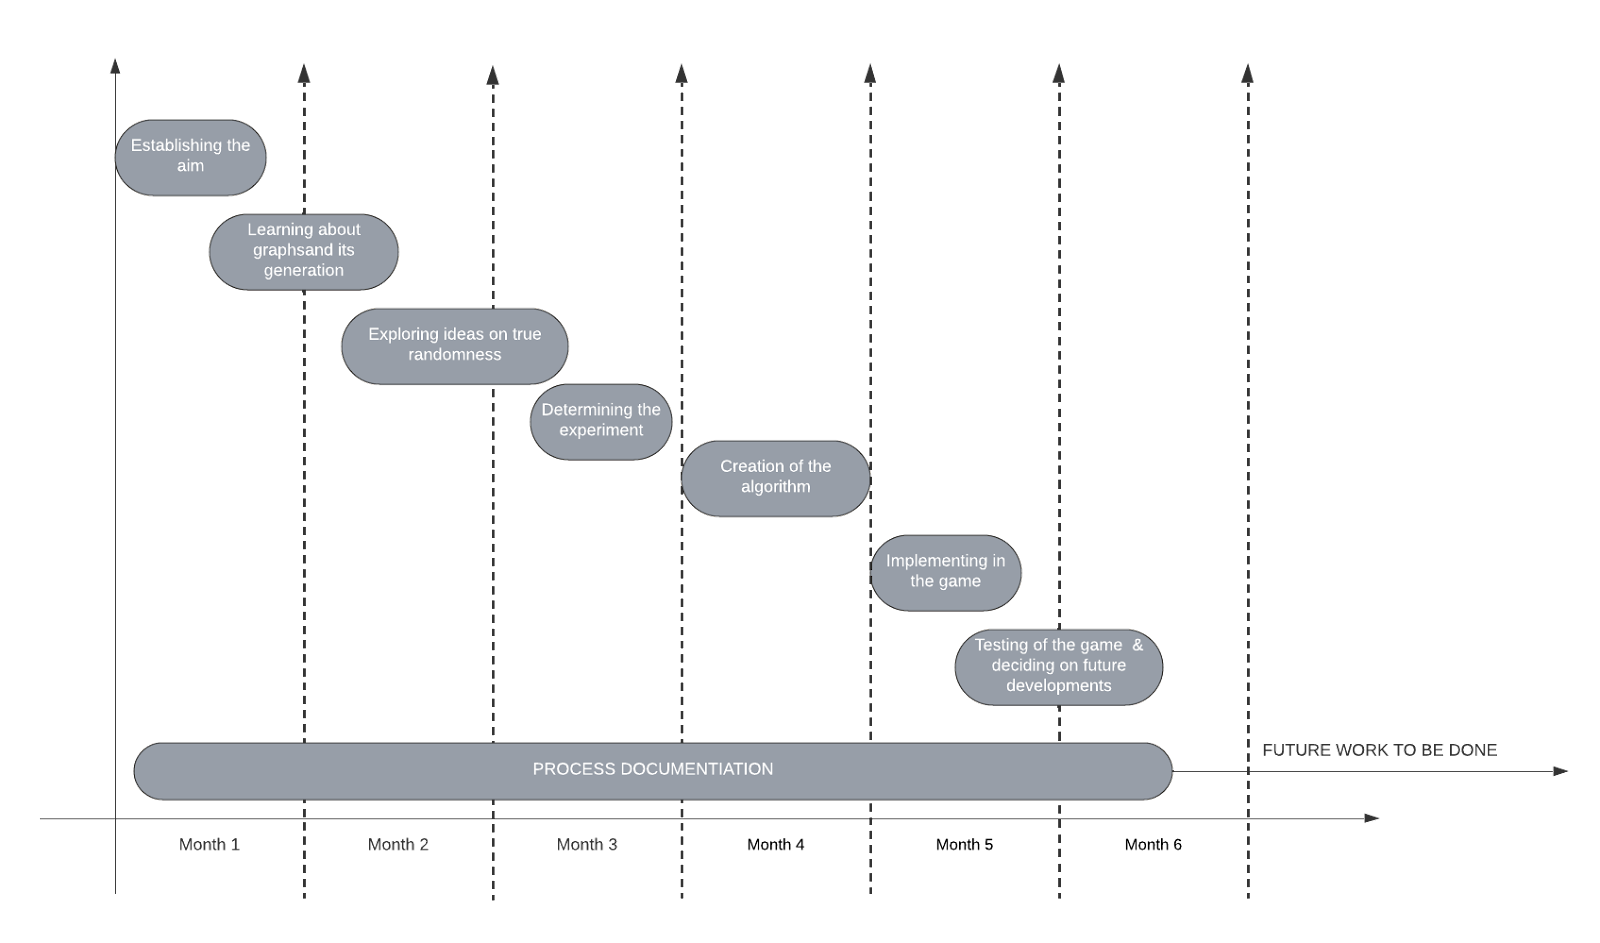 Establishing the
aim
Learning about
graphsand its
generation
Exploring ideas on true
randomness
Determining the
experiment
Creation of the
algorithm
Implementing in
the game
Testing of the game  &
deciding on future
developments
PROCESS DOCUMENTIATION
FUTURE WORK TO BE DONE
Month 1
Month 2
Month 3
Month 4
Month 5
Month 6